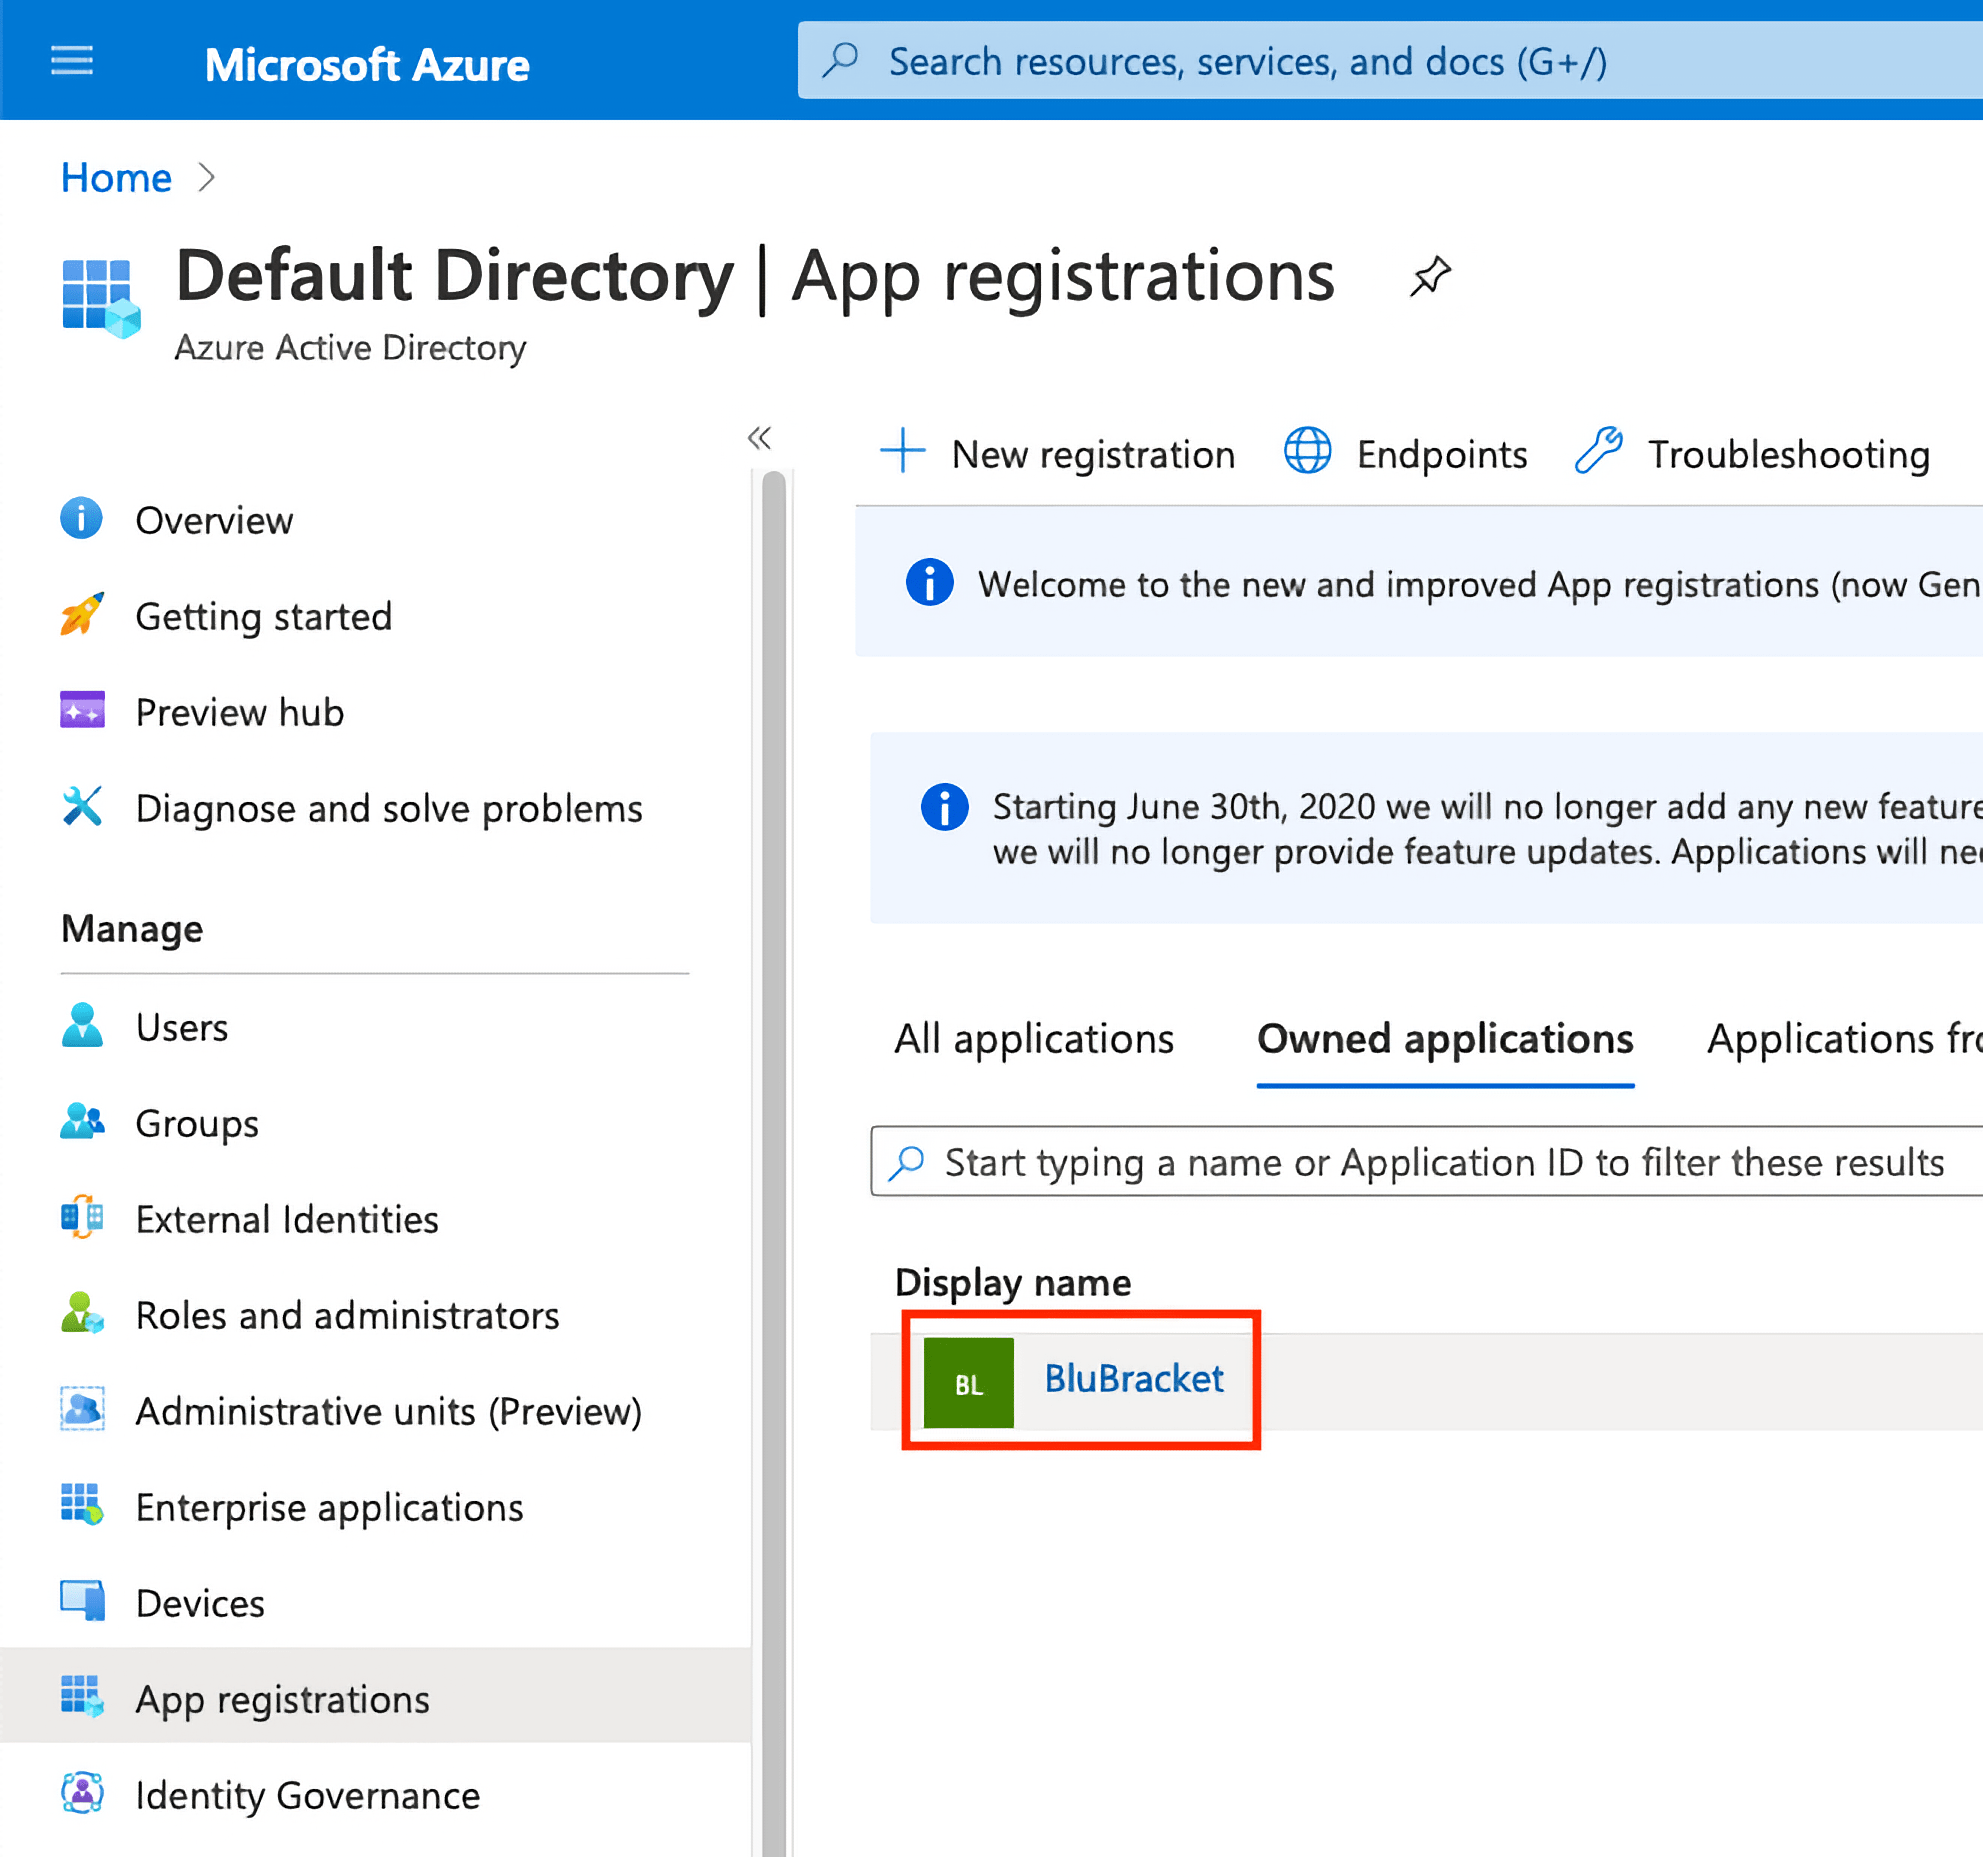 Microsoft Azure
Search resources, services, and docs (G+/)
Home
Default Directory | App registrations
Azure Active Directory
Overview
Getting started
Preview hub
Diagnose and solve problems
Manage
Users
Groups
External Identities
Roles and administrators
Administrative units (Preview)
Enterprise applications
Devices
App registrations
Identity Governance
New registration Endpoints Troubleshooting
Welcome to the new and improved App registrations (now Gen
Starting June 30th, 2020 we will no longer add any new feature
we will no longer provide feature updates. Applications will nee
All applications Owned applications Applications fro
Start typing a name or Application ID to filter these results
Display name
BL BluBracket